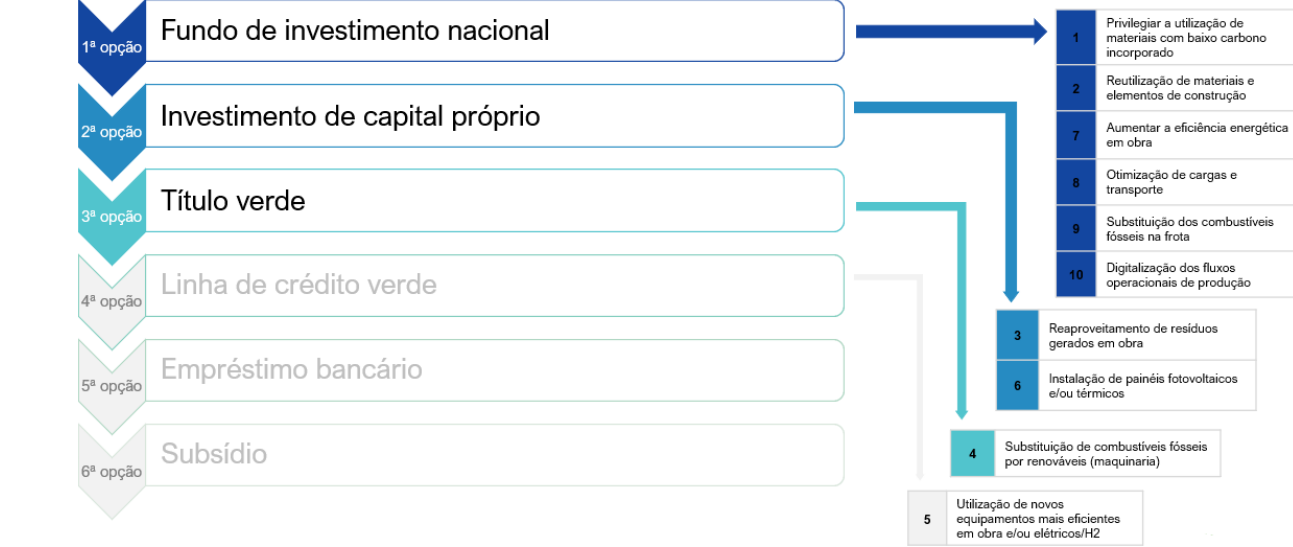 1ª opção
Fundo de investimento nacional
2ª opção
Investimento de capital próprio
3ª opção
Título verde
4ª opção
Linha de crédito verde
5ª opção
Empréstimo bancário
6ª opção
Subsídio
1
Privilegiar a utilização de
materiais com baixo carbono
incorporado
2
Reutilização de materiais e
elementos de construção
7
Aumentar a eficiência energética
em obra
8
Otimização de cargas e
transporte
9
Substituição dos combustíveis
fósseis na frota
10
Digitalização dos fluxos
operacionais de produção
3
Reaproveitamento de resíduos
gerados em obra
6
Instalação de painéis fotovoltaicos
e/ou térmicos
4
Substituição de combustíveis fósseis
por renováveis (maquinaria)
5
Utilização de novos
equipamentos mais eficientes
em obra e/ou elétricos/H2